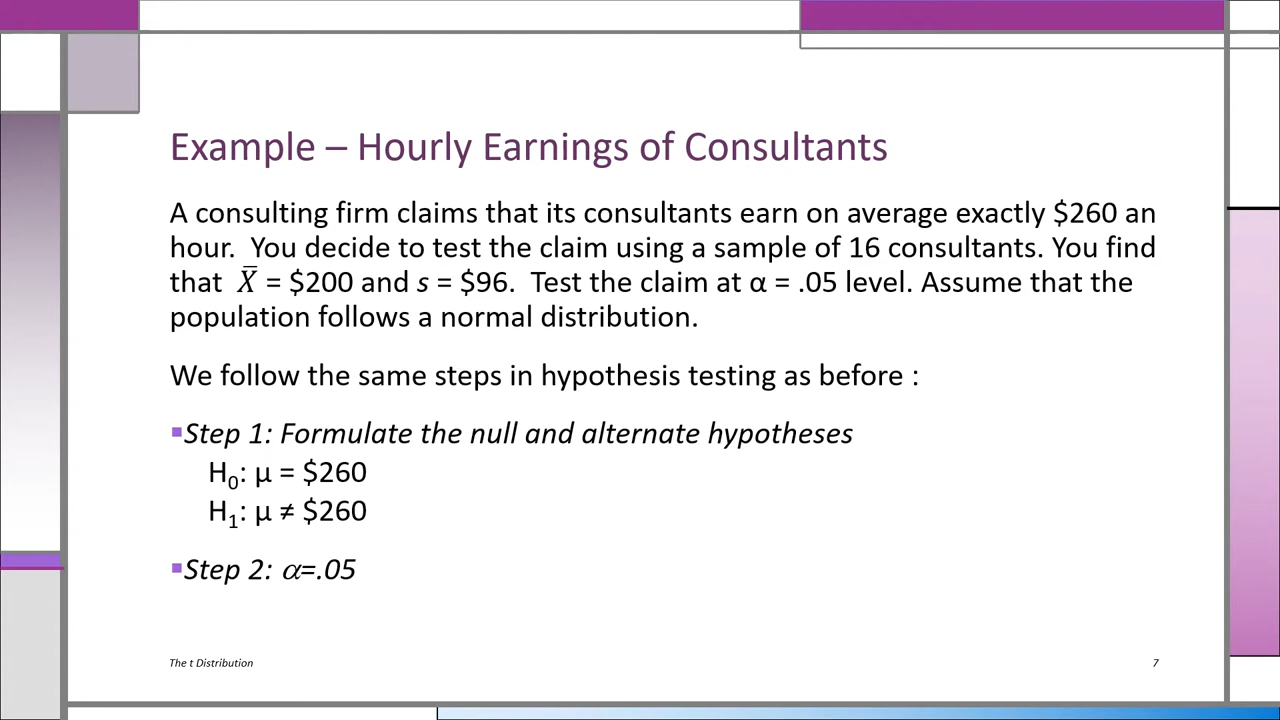 Example – Hourly Earnings of Consultants
A consulting firm claims that its consultants earn on average exactly $260 an
hour.  You decide to test the claim using a sample of 16 consultants. You find
that  X̅ = $200 and s = $96.  Test the claim at α = .05 level. Assume that the
population follows a normal distribution.
We follow the same steps in hypothesis testing as before :
▪Step 1: Formulate the null and alternate hypotheses
H₀: μ = $260
H₁: μ ≠ $260
▪Step 2: α=.05
The t Distribution
7